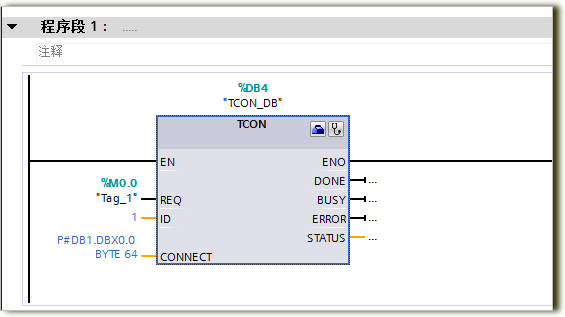 程序段 1： .....
注释
%DB4
"TCON_DB"
TCON
EN ENO
%M0.0
"Tag_1"
REQ
1
ID
P#DB1.DBX0.0
BYTE 64
CONNECT
DONE ...
BUSY ...
ERROR ...
STATUS ...